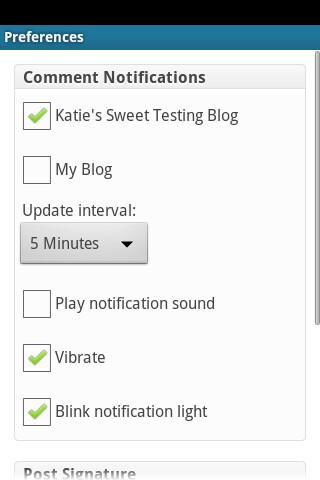 Preferences
Comment Notifications
Katie's Sweet Testing Blog
My Blog
Update interval:
5 Minutes
Play notification sound
Vibrate
Blink notification light
Post Signature